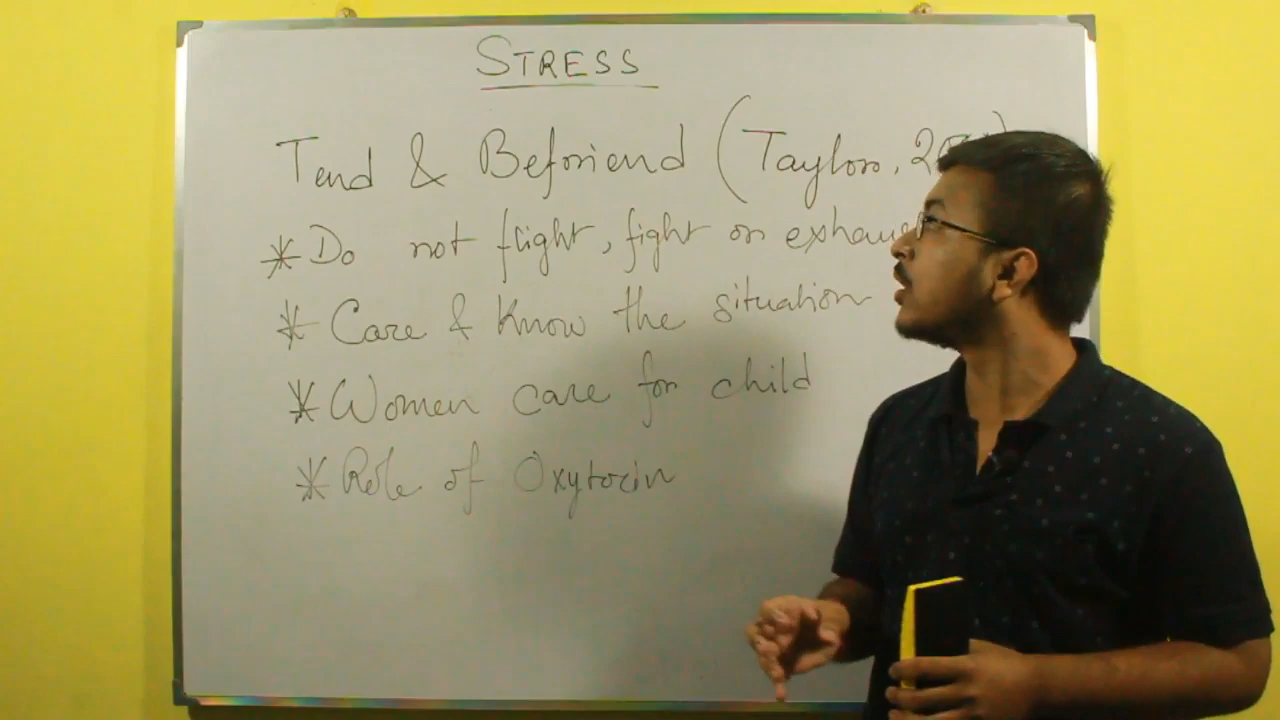 STRESS
Tend & Befriend (Taylor,
* Do not flight, fight or
* Care & Know the situation
* Women care for child
* Role of Oxytocin